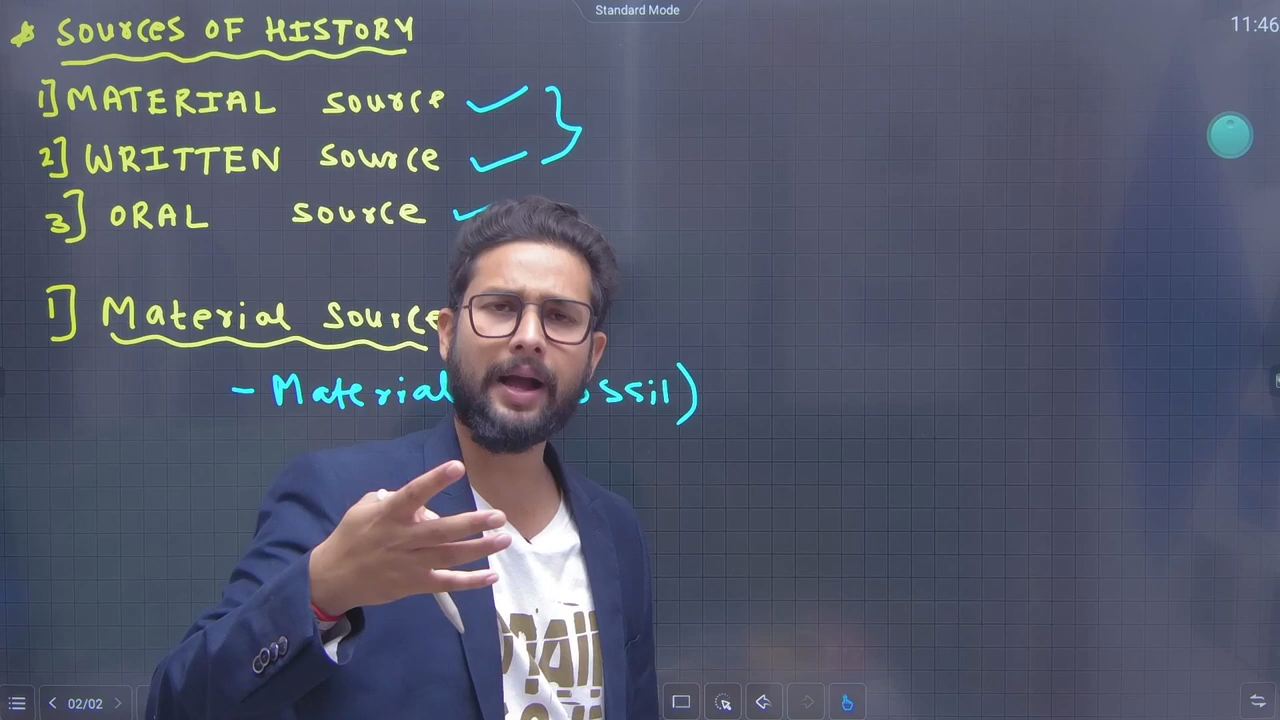 Standard Mode
11:46
* SOURCES OF HISTORY
1] MATERIAL source
2] WRITTEN source
3] ORAL source
1] Material Source
- Material ossil)
02/02